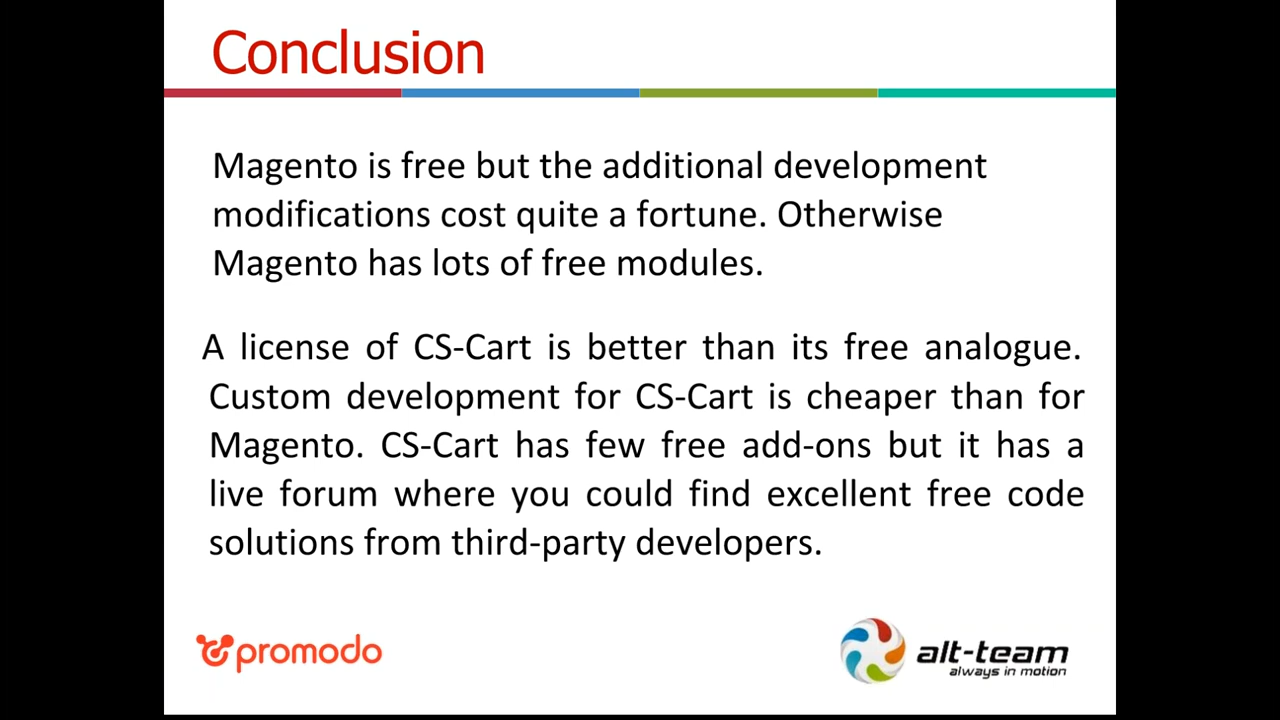 Conclusion
Magento is free but the additional development
modifications cost quite a fortune. Otherwise
Magento has lots of free modules.
A license of CS-Cart is better than its free analogue.
Custom development for CS-Cart is cheaper than for
Magento. CS-Cart has few free add-ons but it has a
live forum where you could find excellent free code
solutions from third-party developers.
promodo
alt-team
always in motion